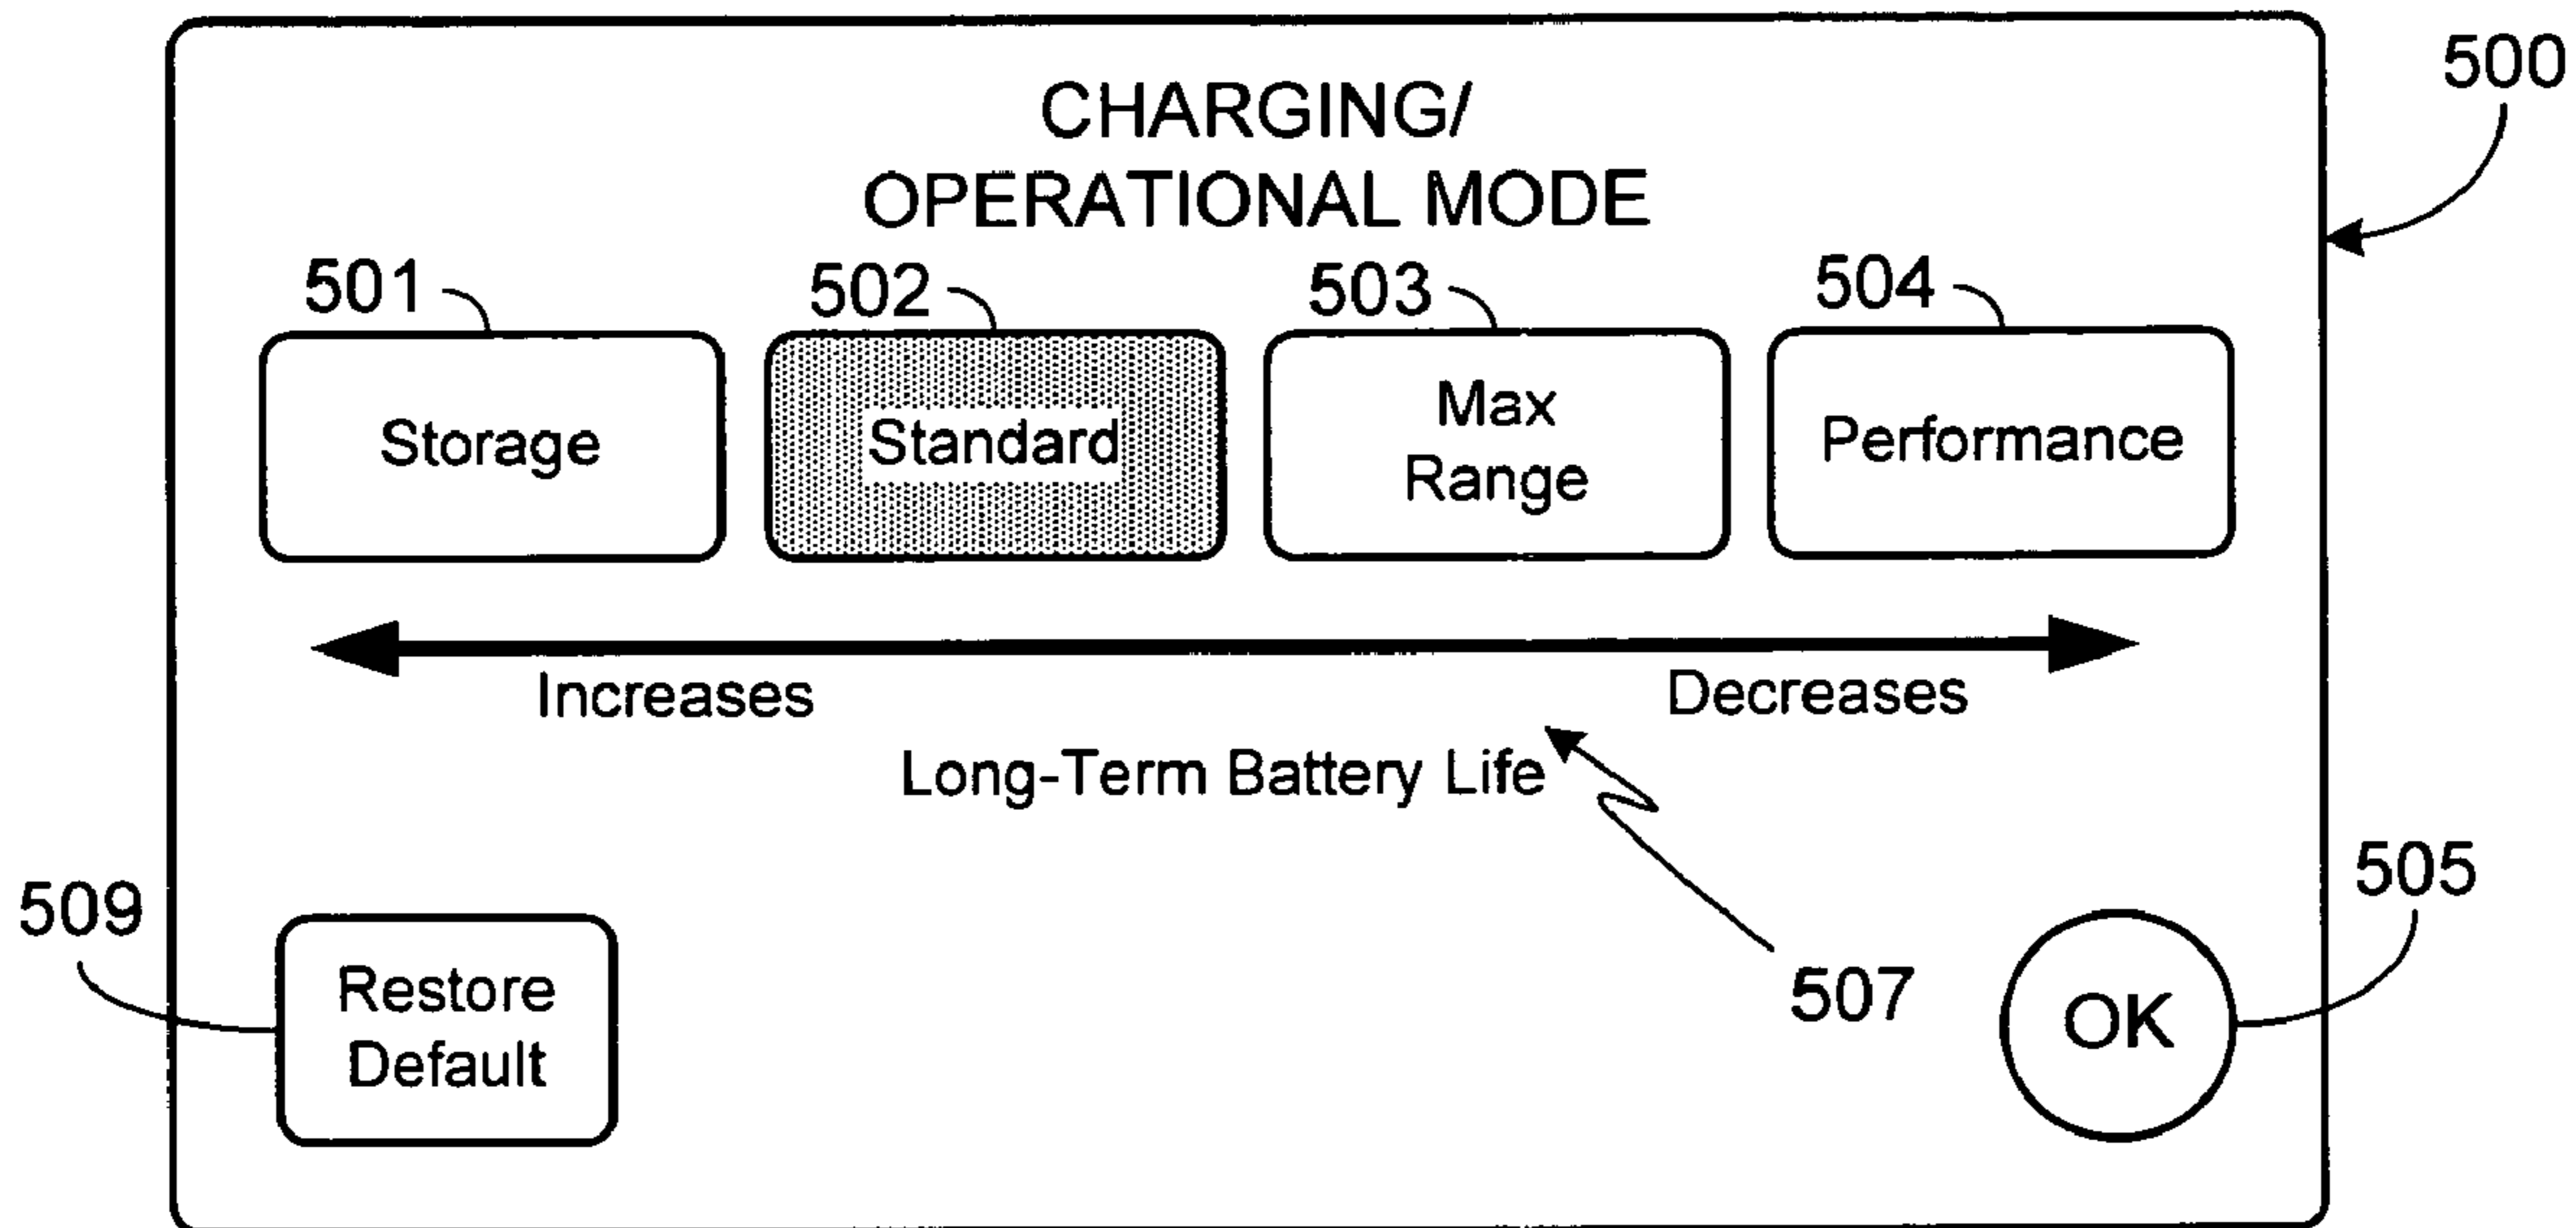 CHARGING/
OPERATIONAL MODE
500
501
502
503
504
Storage
Standard
Max
Range
Performance
Increases
Decreases
Long-Term Battery Life
507
509
505
Restore
Default
OK